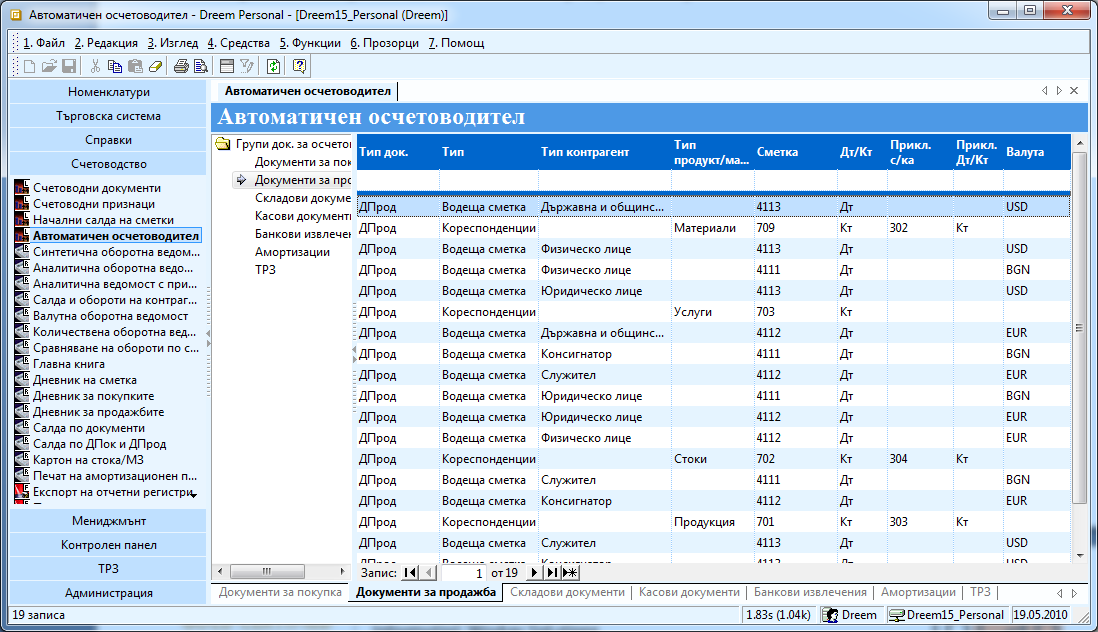 Автоматичен осчетоводител - Dreem Personal - [Dreem15_Personal (Dreem)]
1. Файл 2. Редакция 3. Изглед 4. Средства 5. Функции 6. Прозорци 7. Помощ
Номенклатури
Търговска система
Справки
Счетоводство
Счетоводни документи
Счетоводни признаци
Начални салда на сметки
Автоматичен осчетоводител
Синтетична оборотна ведом...
Аналитична оборотна ведо...
Аналитична ведомост с при...
Салда и обороти на контраг...
Валутна оборотна ведомост
Количествена оборотна вед...
Сравняване на обороти по с...
Главна книга
Дневник на сметка
Дневник за покупките
Дневник за продажбите
Салда по документи
Салда по ДПок и ДПрод
Картон на стока/МЗ
Печат на амортизационен п...
Експорт на отчетни регистри
Мениджмънт
Контролен панел
ТРЗ
Администрация
Автоматичен осчетоводител
Автоматичен осчетоводител
Групи док. за осчето
Документи за пок
Документи за про
Складови докуме
Касови документи
Банкови извлечен
Амортизации
ТРЗ
Тип док. Тип Тип контрагент Тип продукт/ма... Сметка Дт/Кт Прикл. с/ка Прикл. Дт/Кт Валута
ДПрод Водеща сметка Държавна и общинс... 4113 Дт USD
ДПрод Кореспонденции Материали 709 Кт 302 Кт
ДПрод Водеща сметка Физическо лице 4113 Дт USD
ДПрод Водеща сметка Физическо лице 4111 Дт BGN
ДПрод Водеща сметка Юридическо лице 4113 Дт USD
ДПрод Кореспонденции Услуги 703 Кт
ДПрод Водеща сметка Държавна и общинс... 4112 Дт EUR
ДПрод Водеща сметка Консигнатор 4111 Дт BGN
ДПрод Водеща сметка Служител 4112 Дт EUR
ДПрод Водеща сметка Юридическо лице 4111 Дт BGN
ДПрод Водеща сметка Юридическо лице 4112 Дт EUR
ДПрод Водеща сметка Физическо лице 4112 Дт EUR
ДПрод Кореспонденции Стоки 702 Кт 304 Кт
ДПрод Водеща сметка Служител 4111 Дт BGN
ДПрод Водеща сметка Консигнатор 4112 Дт EUR
ДПрод Кореспонденции Продукция 701 Кт 303 Кт
ДПрод Водеща сметка Служител 4113 Дт USD
Запис: 1 от 19
Документи за покупка Документи за продажба Складови документи Касови документи Банкови извлечения Амортизации ТРЗ
19 записа 1.83s (1.04k) Dreem Dreem15_Personal 19.05.2010